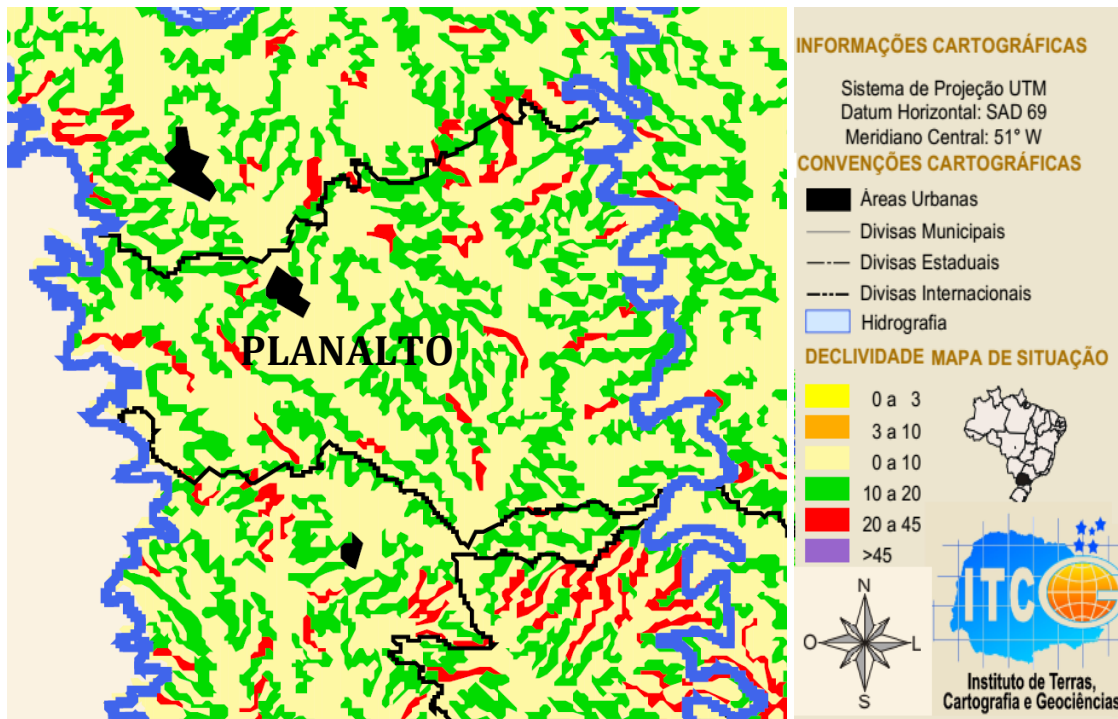 PLANALTO
INFORMAÇÕES CARTOGRÁFICAS
Sistema de Projeção UTM
Datum Horizontal: SAD 69
Meridiano Central: 51° W
CONVENÇÕES CARTOGRÁFICAS
Áreas Urbanas
Divisas Municipais
Divisas Estaduais
Divisas Internacionais
Hidrografia
DECLIVIDADE MAPA DE SITUAÇÃO
0 a 3
3 a 10
0 a 10
10 a 20
20 a 45
>45
N
O L
S
ITCG
Instituto de Terras,
Cartografia e Geociências